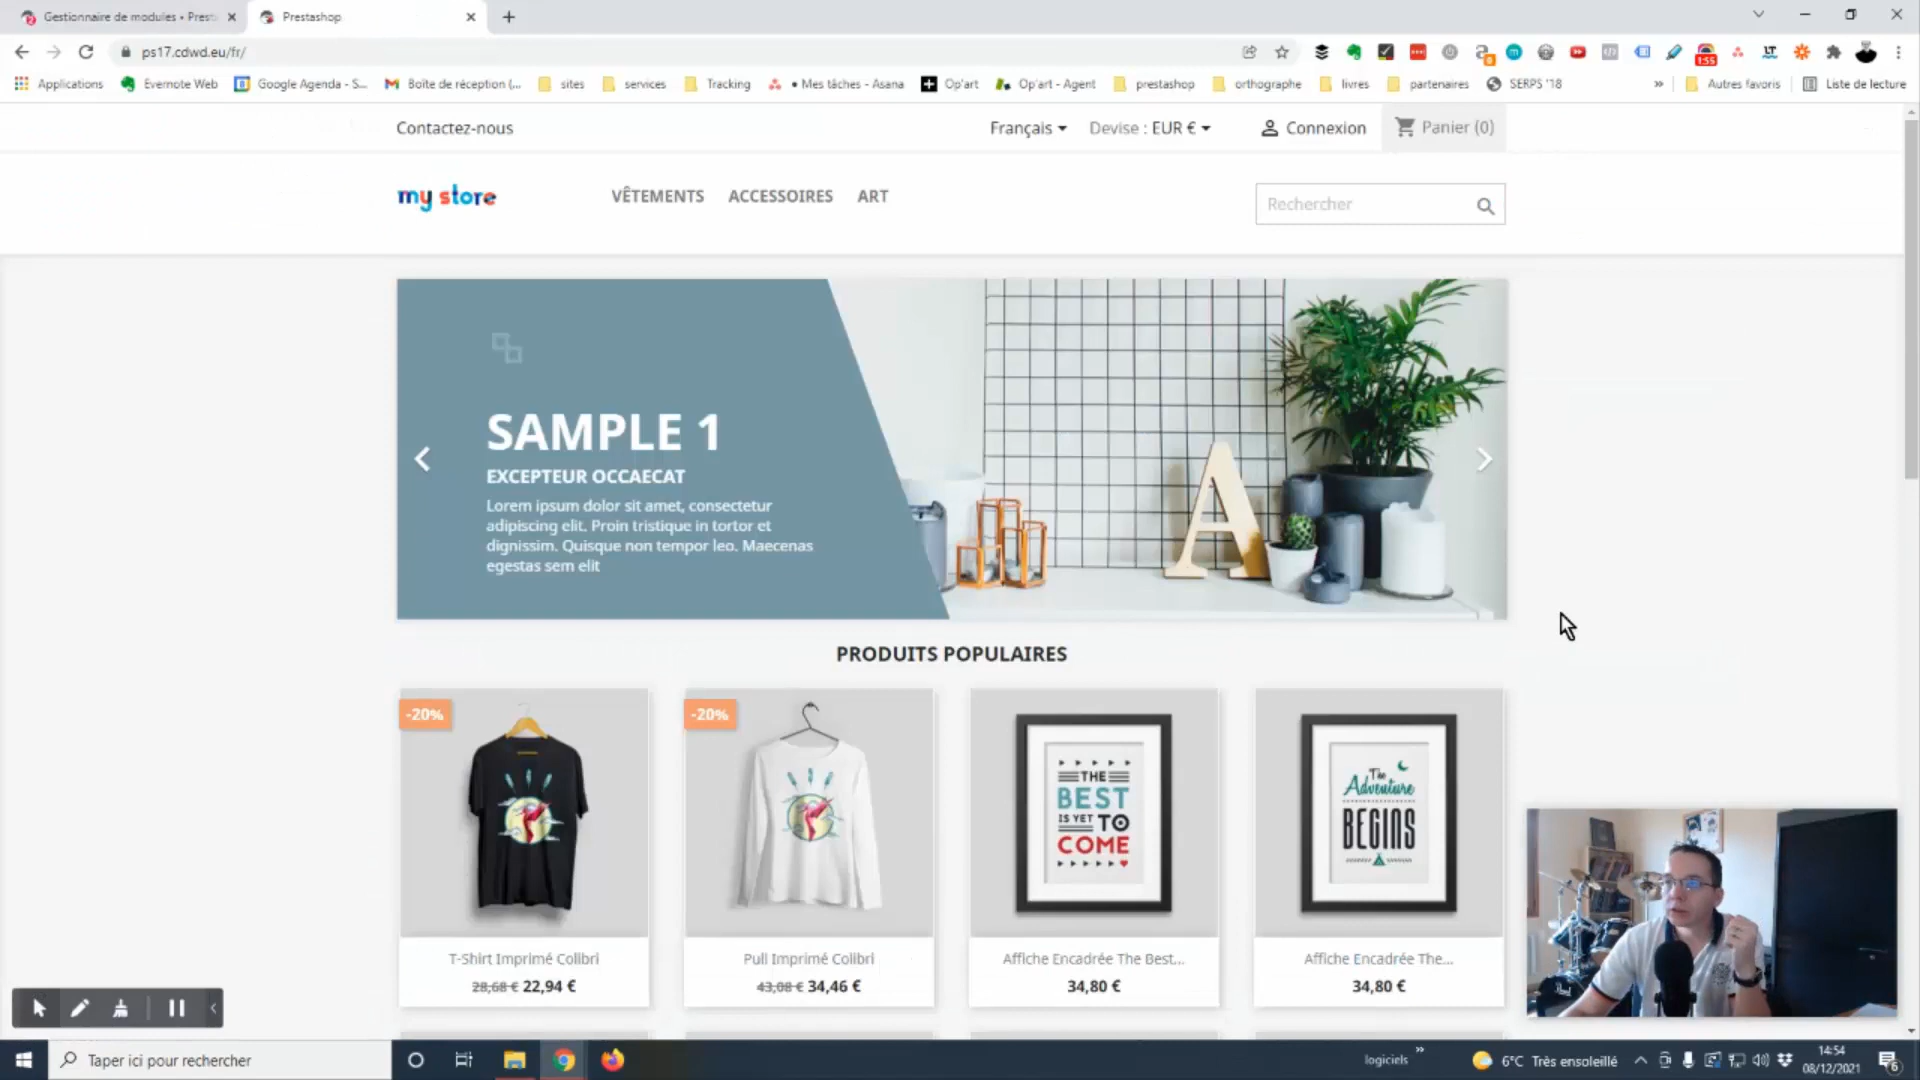 Gestionnaire de modules • Prest
Prestashop
ps17.cdwd.eu/fr/
Applications
Evernote Web
Google Agenda - S...
Boîte de réception (...
sites
services
Tracking
• Mes tâches - Asana
Op'art
Op'art - Agent
prestashop
orthographe
livres
partenaires
SERPS '18
»
Autres favoris
Liste de lecture
1:55
Contactez-nous
Français
Devise : EUR €
Connexion
Panier (0)
my store
VÊTEMENTS
ACCESSOIRES
ART
Rechercher
SAMPLE 1
EXCEPTEUR OCCAECAT
Lorem ipsum dolor sit amet, consectetur
adipiscing elit. Proin tristique in tortor et
dignissim. Quisque non tempor leo. Maecenas
egestas sem elit
A
PRODUITS POPULAIRES
-20%
-20%
THE
BEST
IS YET TO
COME
The
Adventure
BEGINS
T-Shirt Imprimé Colibri
28,68 € 22,94 €
Pull Imprimé Colibri
43,08 € 34,46 €
Affiche Encadrée The Best...
34,80 €
Affiche Encadrée The...
34,80 €
Taper ici pour rechercher
logiciels
»
6°C Très ensoleillé
14:54
08/12/2021
6